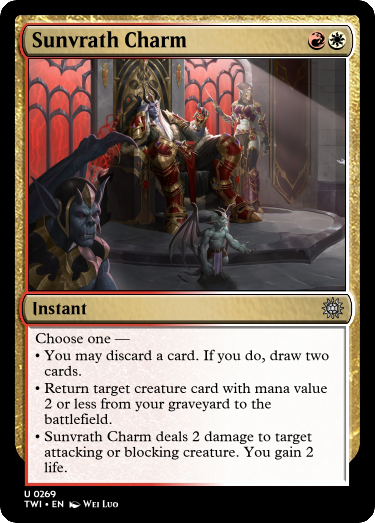 Sunvrath Charm
Instant
Choose one —
• You may discard a card. If you do, draw two
cards.
• Return target creature card with mana value
2 or less from your graveyard to the
battlefield.
• Sunvrath Charm deals 2 damage to target
attacking or blocking creature. You gain 2
life.
U 0269
TWI • EN Wei Luo